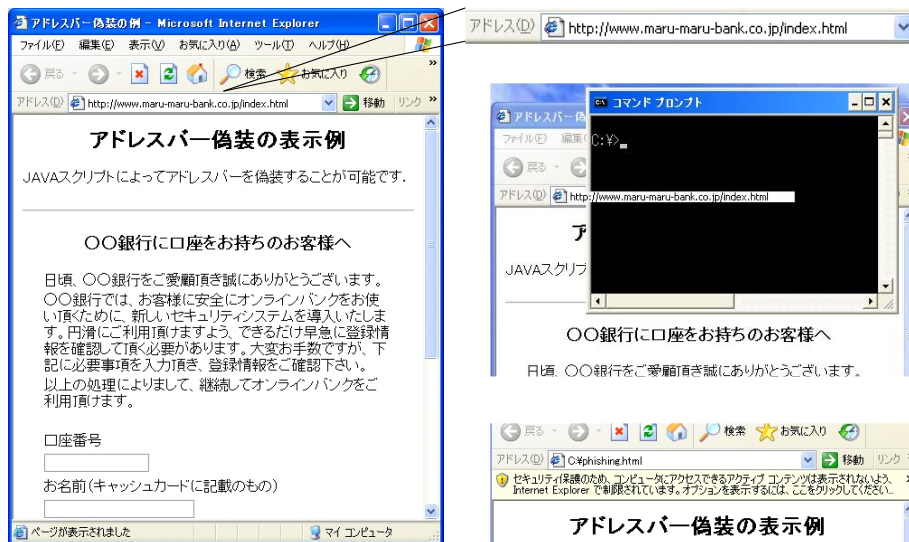 アドレスバー偽装の例 - Microsoft Internet Explorer
ファイル(F) 編集(E) 表示(V) お気に入り(A) ツール(T) ヘルプ(H)
戻る 検索 お気に入り
アドレス(D) http://www.maru-maru-bank.co.jp/index.html 移動 リンク
アドレスバー偽装の表示例
JAVAスクリプトによってアドレスバーを偽装することが可能です.
〇〇銀行に口座をお持ちのお客様へ
日頃、〇〇銀行をご愛顧頂き誠にありがとうございます。
〇〇銀行では、お客様に安全にオンラインバンクをお使
い頂くために、新しいセキュリティシステムを導入いたしま
す。円滑にご利用頂けますよう、できるだけ早急に登録情
報を確認して頂く必要があります。大変お手数ですが、下
記に必要事項を入力頂き、登録情報をご確認下さい。
以上の処理によりまして、継続してオンラインバンクをご
利用頂けます。
口座番号
お名前(キャッシュカードに記載のもの)
ページが表示されました マイ コンピュータ
アドレス(D) http://www.maru-maru-bank.co.jp/index.html
コマンド プロンプト
アドレスバー偽
ファイル(F) 編集(
C:¥>
戻る
アドレス(D) http://www.maru-maru-bank.co.jp/index.html
ア
JAVAスクリプ
〇〇銀行に口座をお持ちのお客様へ
日頃、〇〇銀行をご愛顧頂き誠にありがとうございます。
戻る 検索 お気に入り
アドレス(D) C:¥phishing.html 移動 リンク
セキュリティ保護のため、コンピュータにアクセスできるアクティブ コンテンツは表示されないよう、
Internet Explorer で制限されています。オプションを表示するには、ここをクリックしてください...
アドレスバー偽装の表示例